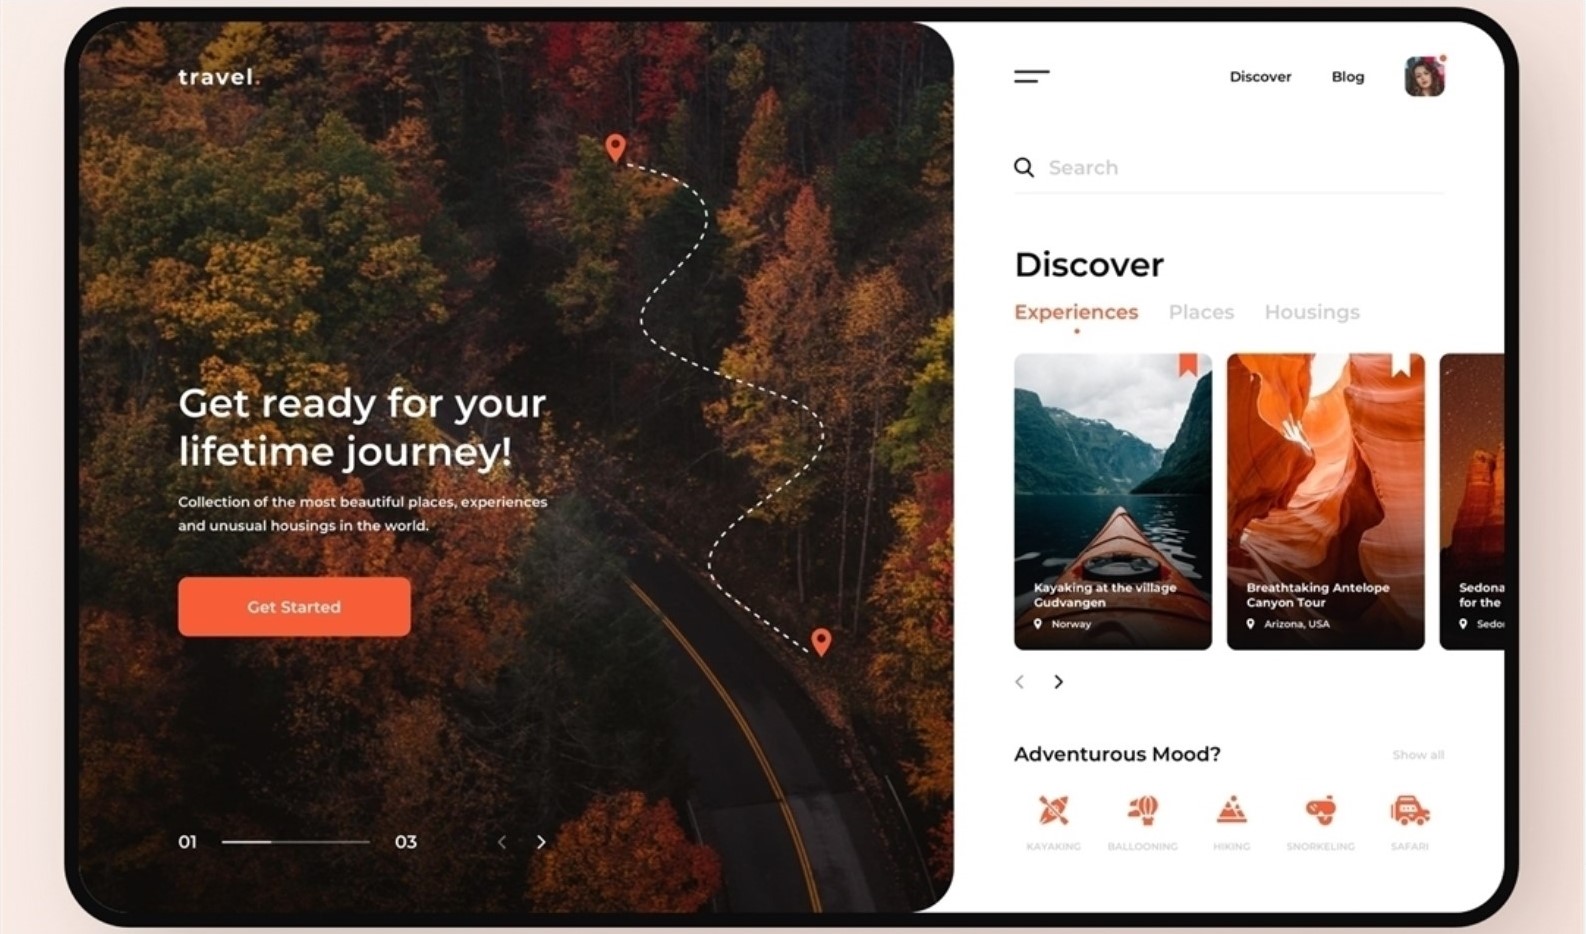 travel.
Get ready for your
lifetime journey!
Collection of the most beautiful places, experiences
and unusual housings in the world.
Get Started
01
03
Discover
Blog
Search
Discover
Experiences
Places
Housings
Kayaking at the village
Gudvangen
Norway
Breathtaking Antelope
Canyon Tour
Arizona, USA
Sedona
for the
Adventurous Mood?
Show all
KAYAKING
BALLOONING
HIKING
SNORKELING
SAFARI